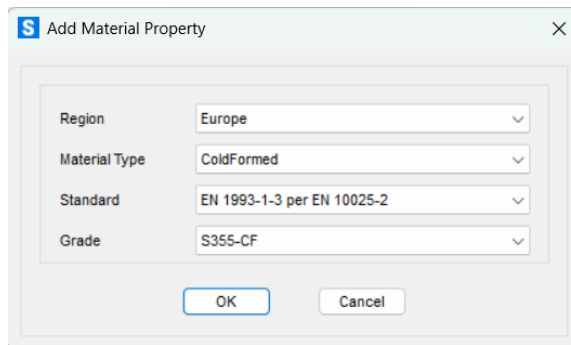 S Add Material Property
Region Europe
Material Type ColdFormed
Standard EN 1993-1-3 per EN 10025-2
Grade S355-CF
OK Cancel